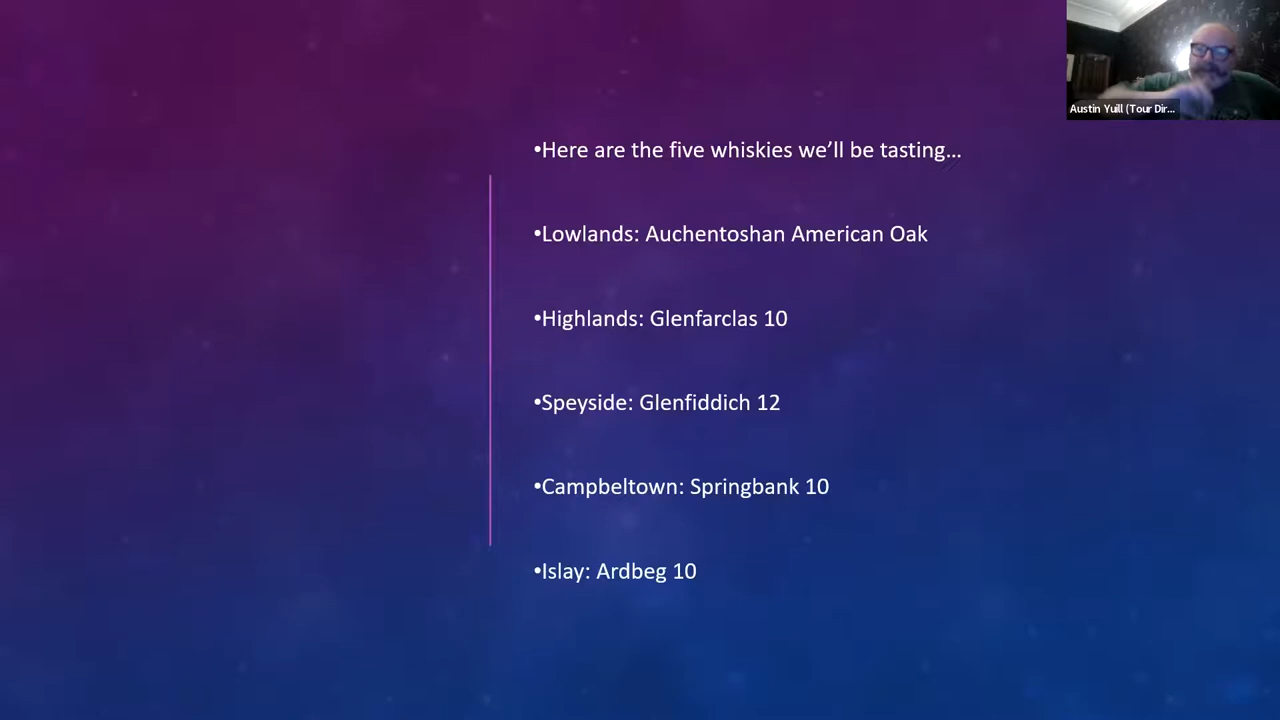 Austin Yuill (Tour Dir...
•Here are the five whiskies we’ll be tasting…
•Lowlands: Auchentoshan American Oak
•Highlands: Glenfarclas 10
•Speyside: Glenfiddich 12
•Campbeltown: Springbank 10
•Islay: Ardbeg 10